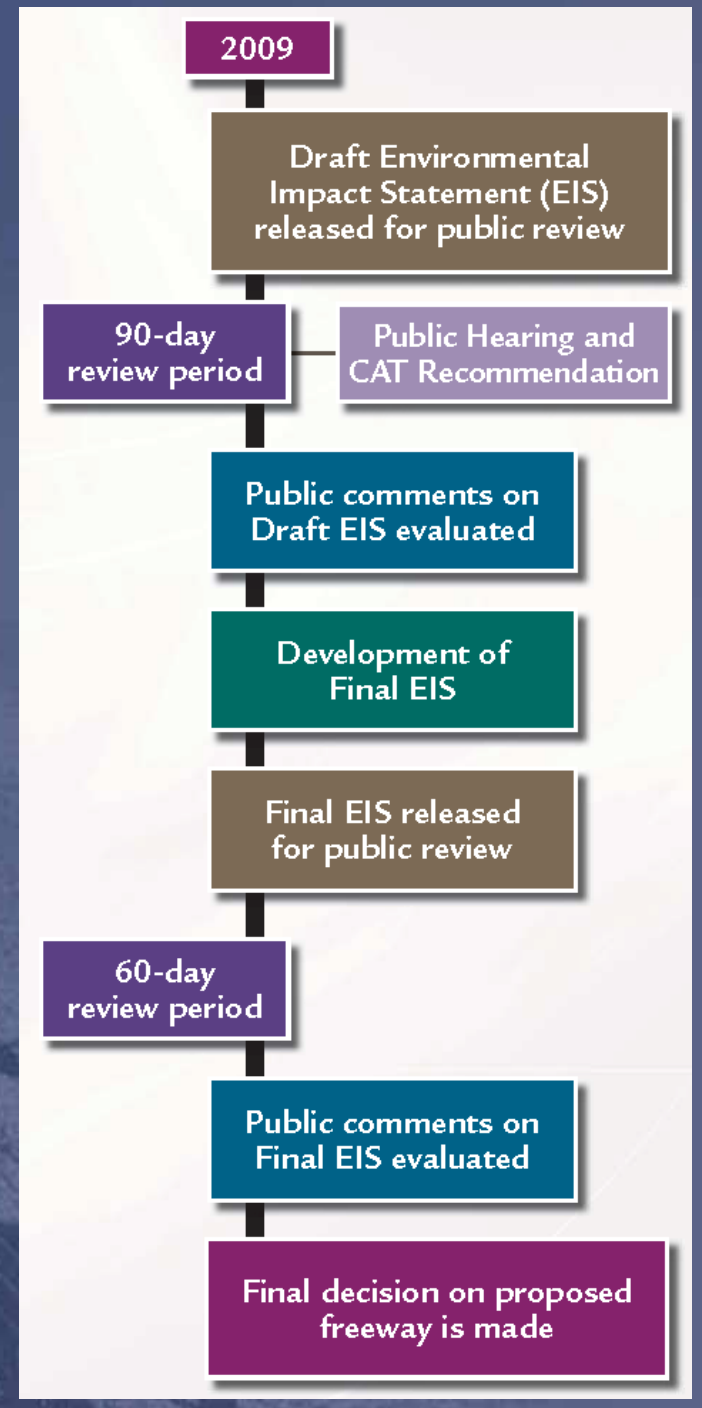 2009
Draft Environmental
Impact Statement (EIS)
released for public review
90-day
review period
Public Hearing and
CAT Recommendation
Public comments on
Draft EIS evaluated
Development of
Final EIS
Final EIS released
for public review
60-day
review period
Public comments on
Final EIS evaluated
Final decision on proposed
freeway is made